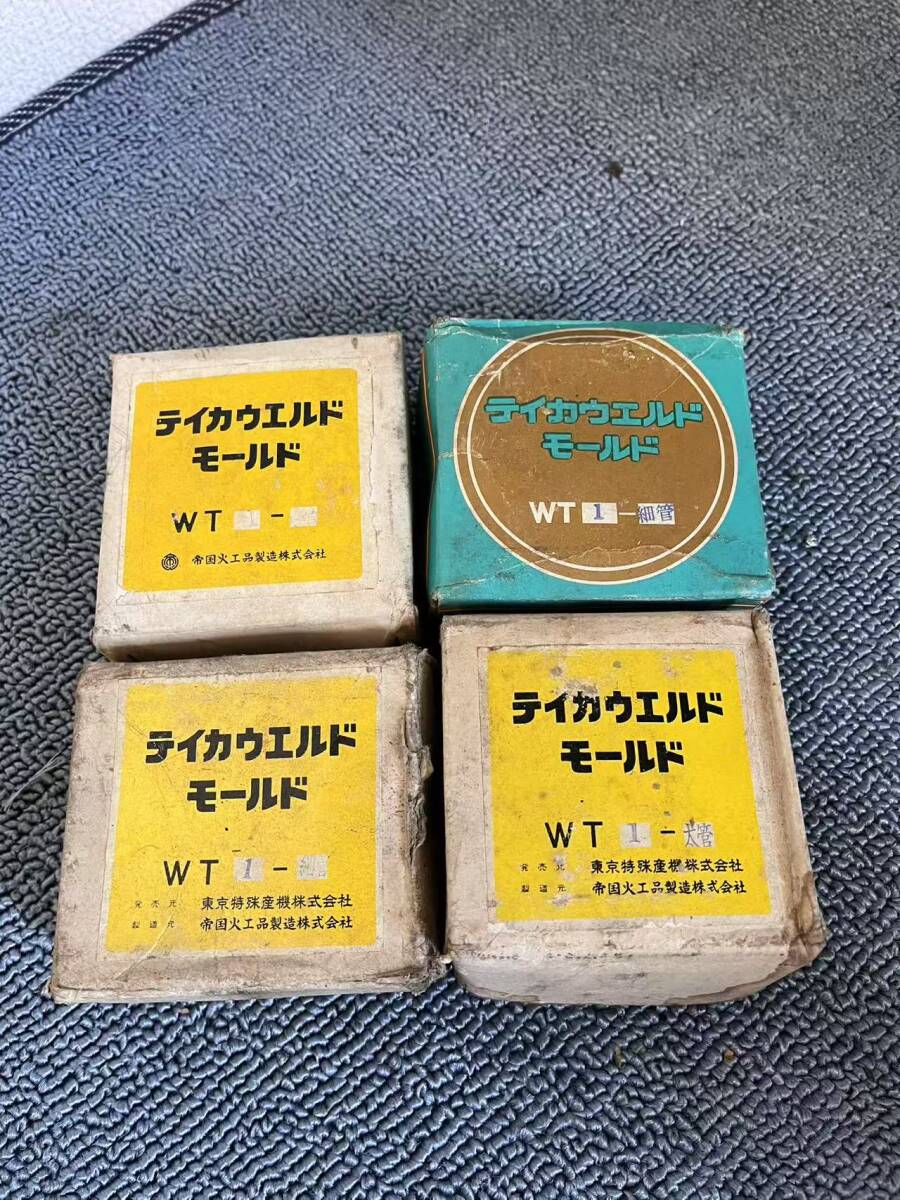 テイカウエルド
モールド
WT 1 -
帝国火工品製造株式会社
テイカウエルド
モールド
WT 1 -細管
テイカウエルド
モールド
WT 1 - 細管
発売元 東京特殊産機株式会社
製造元 帝国火工品製造株式会社
テイカウエルド
モールド
WT 1 - 太管
発売元 東京特殊産機株式会社
製造元 帝国火工品製造株式会社